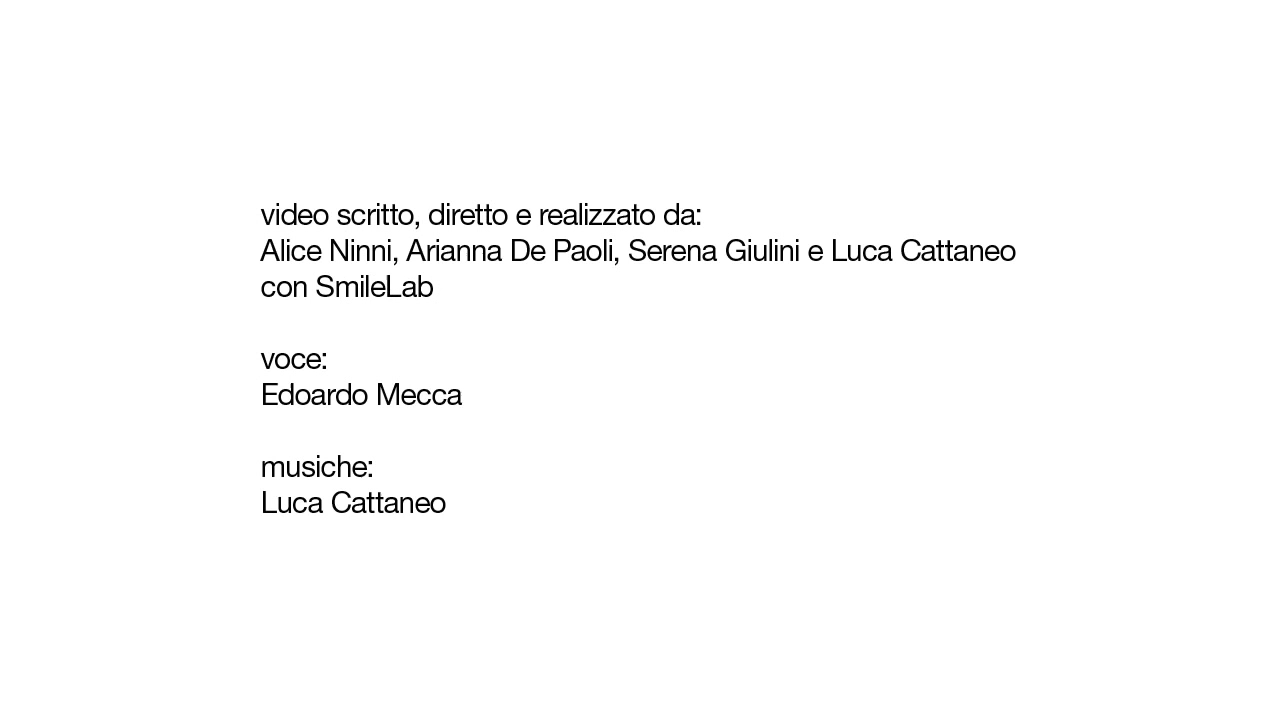 video scritto, diretto e realizzato da:
Alice Ninni, Arianna De Paoli, Serena Giulini e Luca Cattaneo
con SmileLab
voce:
Edoardo Mecca
musiche:
Luca Cattaneo